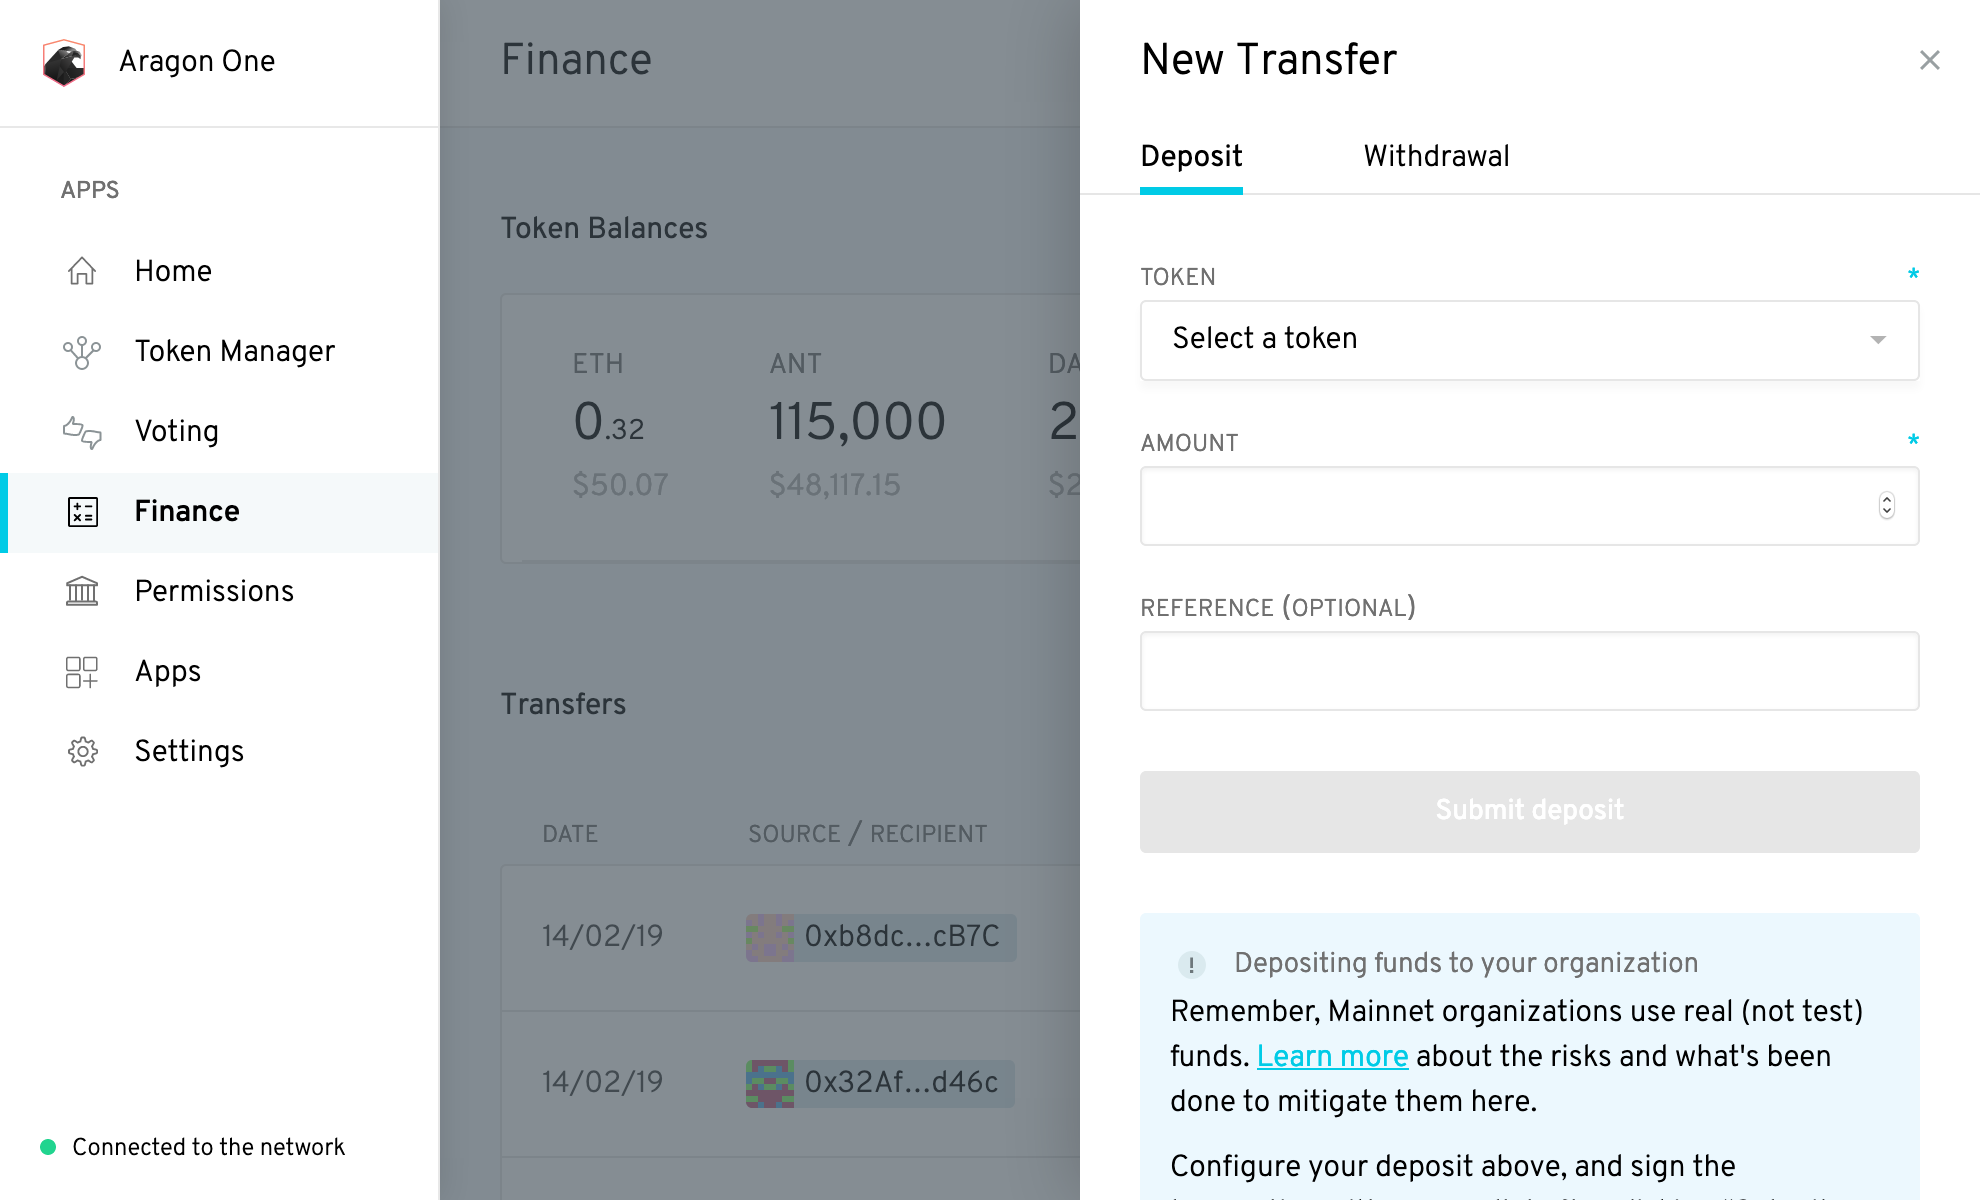 Aragon One
APPS
Home
Token Manager
Voting
Finance
Permissions
Apps
Settings
Connected to the network
Finance
Token Balances
ETH
0.32
$50.07
ANT
115,000
$48,117.15
DA
2
$2
Transfers
DATE SOURCE / RECIPIENT
14/02/19 0xb8dc...cB7C
14/02/19 0x32Af...d46c
New Transfer
Deposit Withdrawal
TOKEN *
Select a token
AMOUNT *
REFERENCE (OPTIONAL)
Submit deposit
! Depositing funds to your organization
Remember, Mainnet organizations use real (not test)
funds. Learn more about the risks and what's been
done to mitigate them here.
Configure your deposit above, and sign the